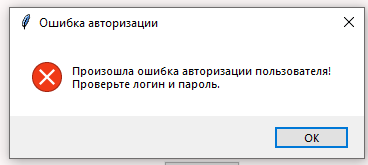 Ошибка авторизации
Произошла ошибка авторизации пользователя!
Проверьте логин и пароль.
OK